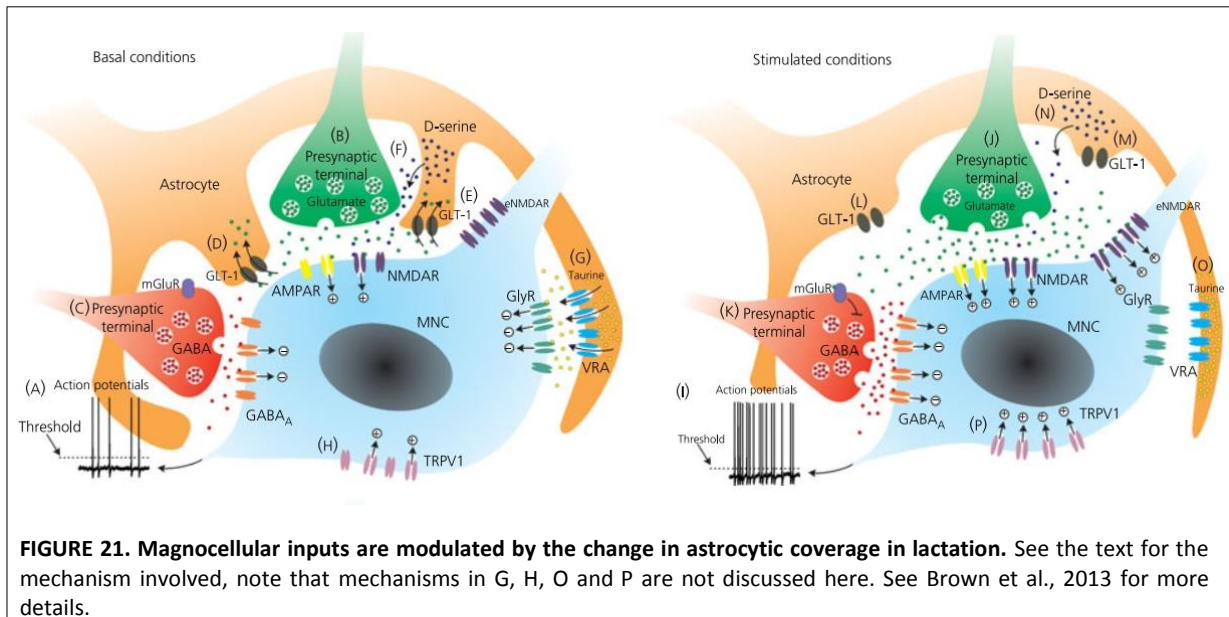 Basal conditions
D-serine
(B)
(F)
Presynaptic
terminal
Astrocyte
Glutamate
(E)
GLT-1
eNMDAR
(D)
GLT-1
mGluR
AMPAR
NMDAR
(G)
Taurine
GlyR
(C) Presynaptic
terminal
GABA
MNC
VRA
(A)
Action potentials
GABAA
Threshold
(H)
TRPV1
Stimulated conditions
D-serine
(N)
(M)
GLT-1
(J)
Presynaptic
terminal
Astrocyte
Glutamate
(L)
GLT-1
eNMDAR
mGluR
AMPAR
NMDAR
GlyR
(O)
Taurine
(K) Presynaptic
terminal
GABA
MNC
VRA
(I)
Action potentials
GABAA
Threshold
(P)
TRPV1
FIGURE 21. Magnocellular inputs are modulated by the change in astrocytic coverage in lactation. See the text for the
mechanism involved, note that mechanisms in G, H, O and P are not discussed here. See Brown et al., 2013 for more
details.